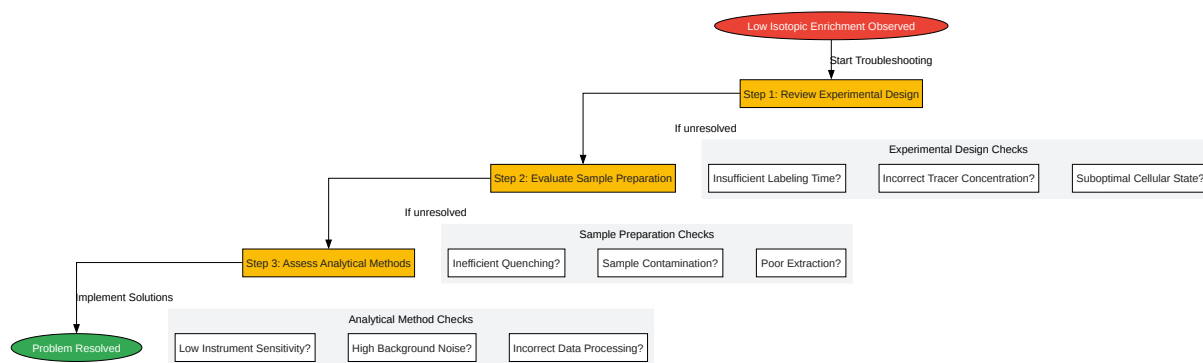 Low Isotopic Enrichment Observed
Start Troubleshooting
Step 1: Review Experimental Design
If unresolved
Experimental Design Checks
Insufficient Labeling Time?
Incorrect Tracer Concentration?
Suboptimal Cellular State?
Step 2: Evaluate Sample Preparation
If unresolved
Sample Preparation Checks
Inefficient Quenching?
Sample Contamination?
Poor Extraction?
Step 3: Assess Analytical Methods
Implement Solutions
Analytical Method Checks
Low Instrument Sensitivity?
High Background Noise?
Incorrect Data Processing?
Problem Resolved